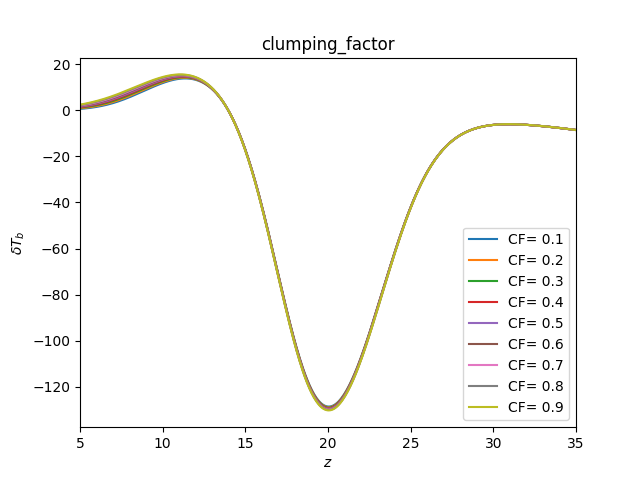 clumping_factor
20
0
−20
−40
−60
−80
−100
−120
δT_b
5
10
15
20
25
30
35
z
CF= 0.1
CF= 0.2
CF= 0.3
CF= 0.4
CF= 0.5
CF= 0.6
CF= 0.7
CF= 0.8
CF= 0.9